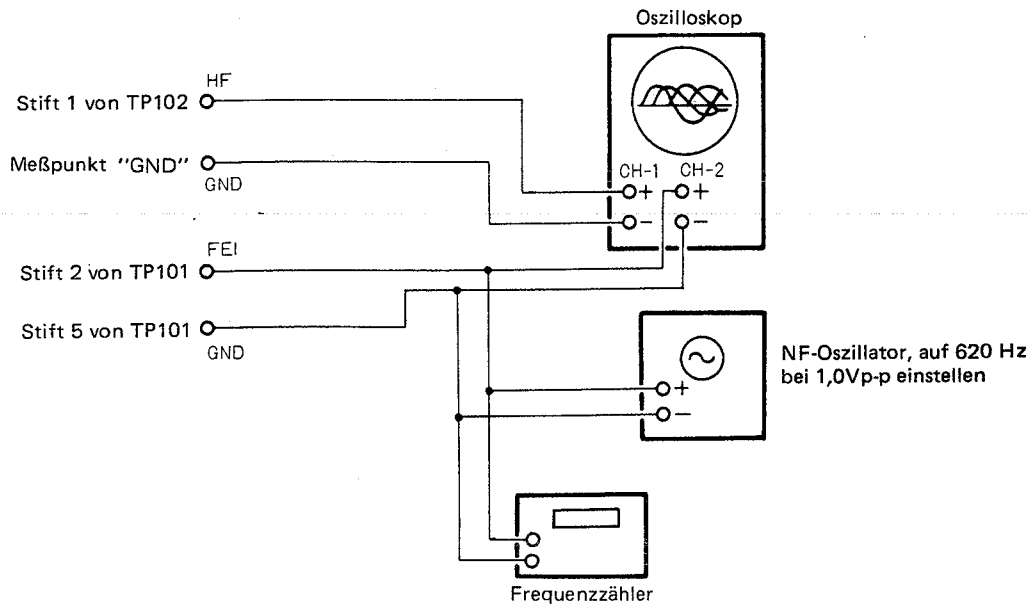 Oszilloskop
HF
Stift 1 von TP102
Meßpunkt "GND"
GND
CH-1 CH-2
+ +
- -
FEI
Stift 2 von TP101
Stift 5 von TP101
GND
NF-Oszillator, auf 620 Hz
bei 1,0Vp-p einstellen
+
-
Frequenzzähler